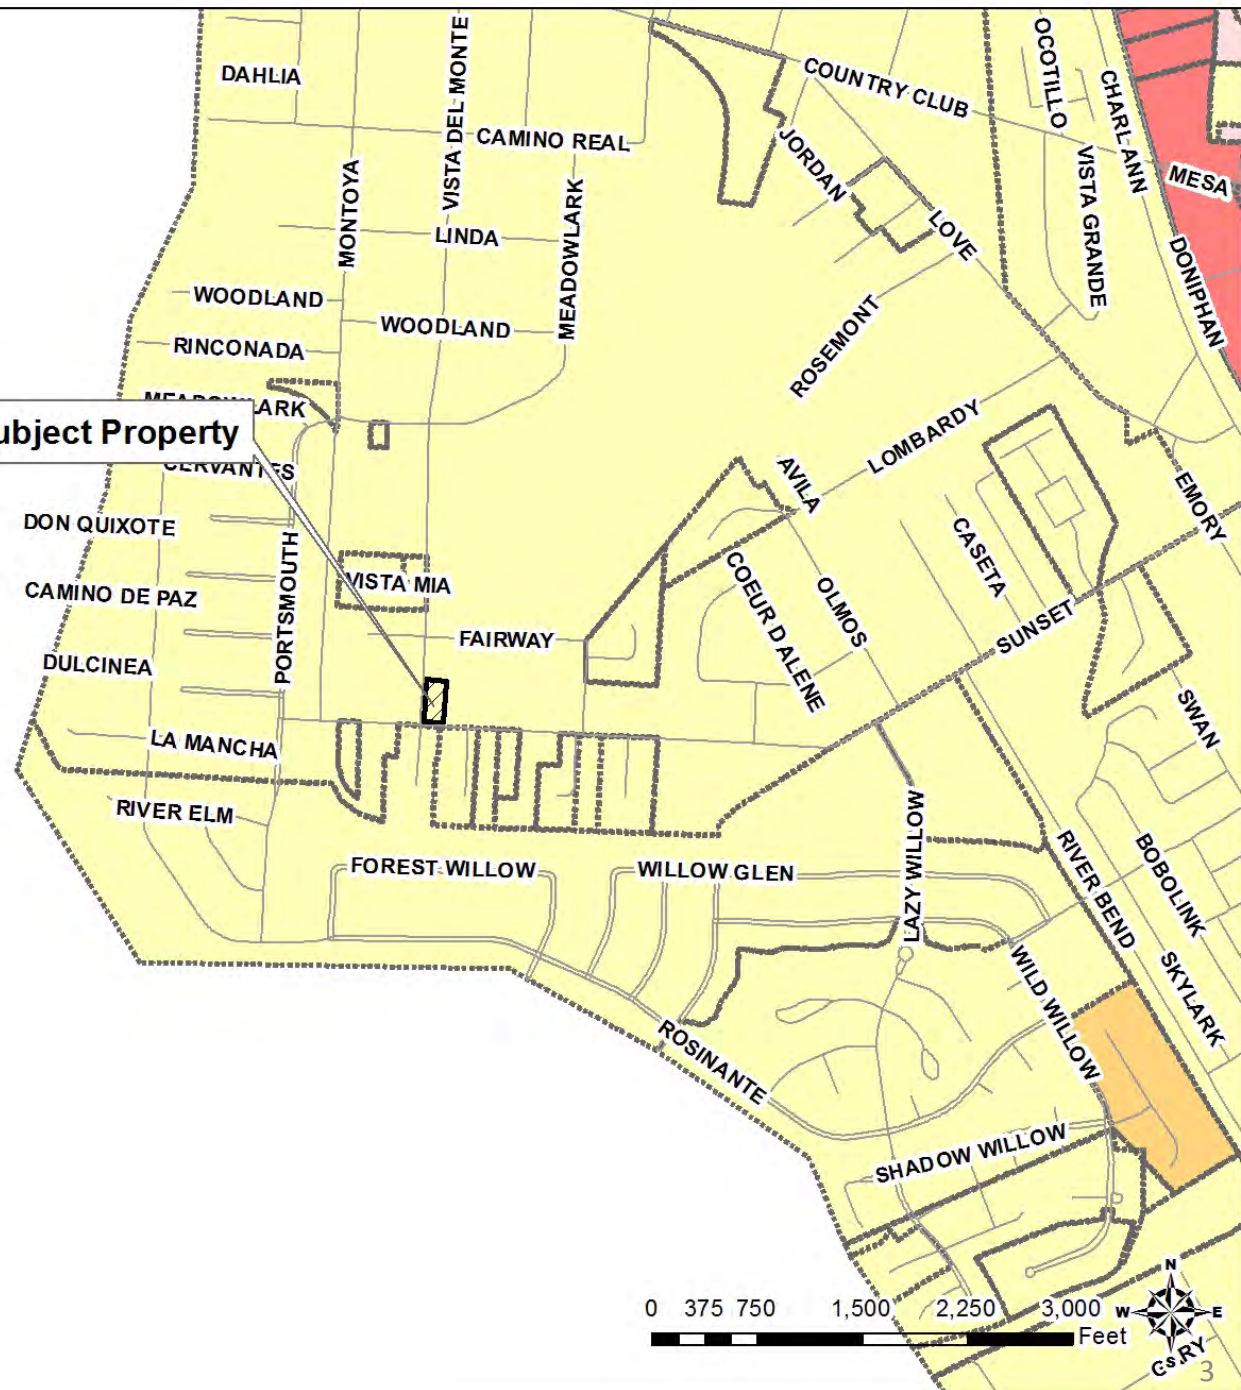 DAHLIA
VISTA DEL MONTE
COUNTRY CLUB
OCOTILLO
CHARL ANN
CAMINO REAL
JORDAN
MESA
MONTOYA
MEADOWLARK
VISTA GRANDE
LINDA
LOVE
DONIPHAN
WOODLAND
WOODLAND
RINCONADA
ROSEMONT
ubject Property
CERVANTES
LOMBARDY
AVILA
EMORY
DON QUIXOTE
CASETA
PORTSMOUTH
VISTA MIA
COEUR D ALENE
OLMOS
CAMINO DE PAZ
FAIRWAY
SUNSET
DULCINEA
SWAN
LA MANCHA
RIVER ELM
FOREST WILLOW
WILLOW GLEN
LAZY WILLOW
RIVER BEND
BOBOLINK
WILD WILLOW
SKYLARK
ROSINANTE
SHADOW WILLOW
0 375 750 1,500 2,250 3,000
Feet
N
W
E
S
3